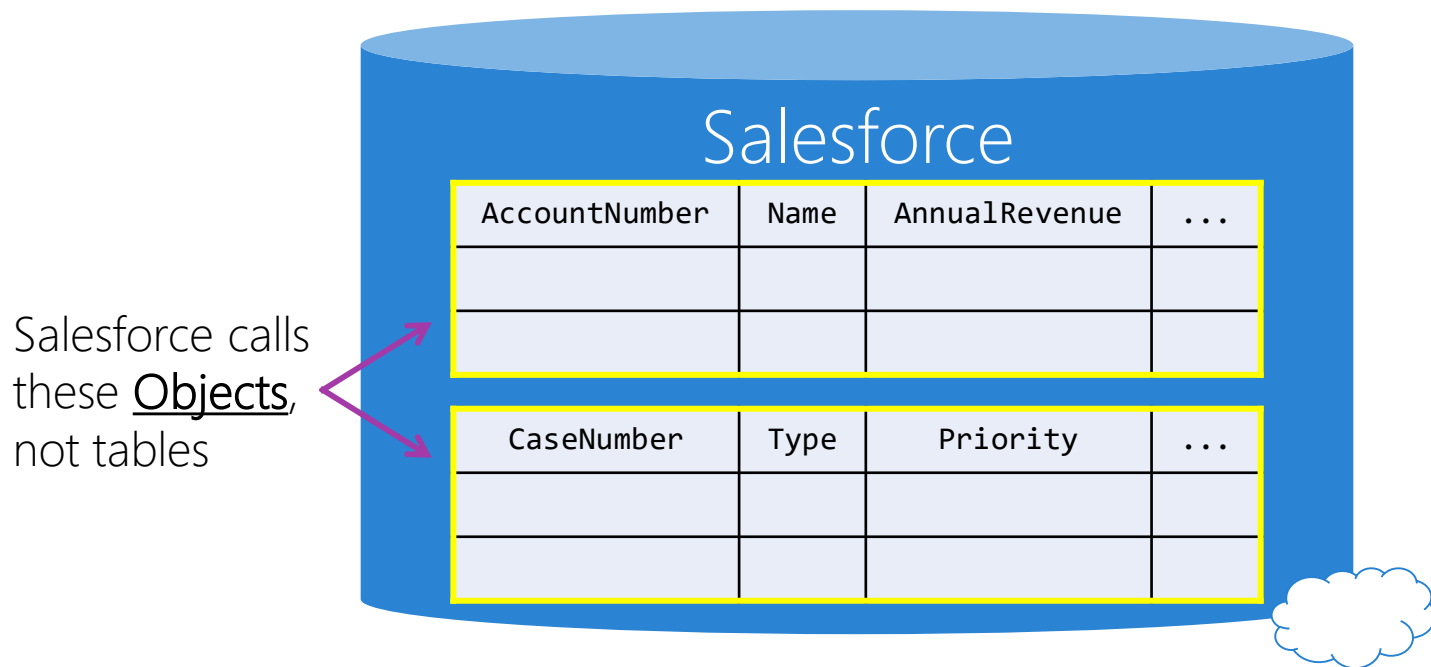 Salesforce
AccountNumber Name AnnualRevenue ...
Salesforce calls
these Objects,
not tables
CaseNumber Type Priority ...